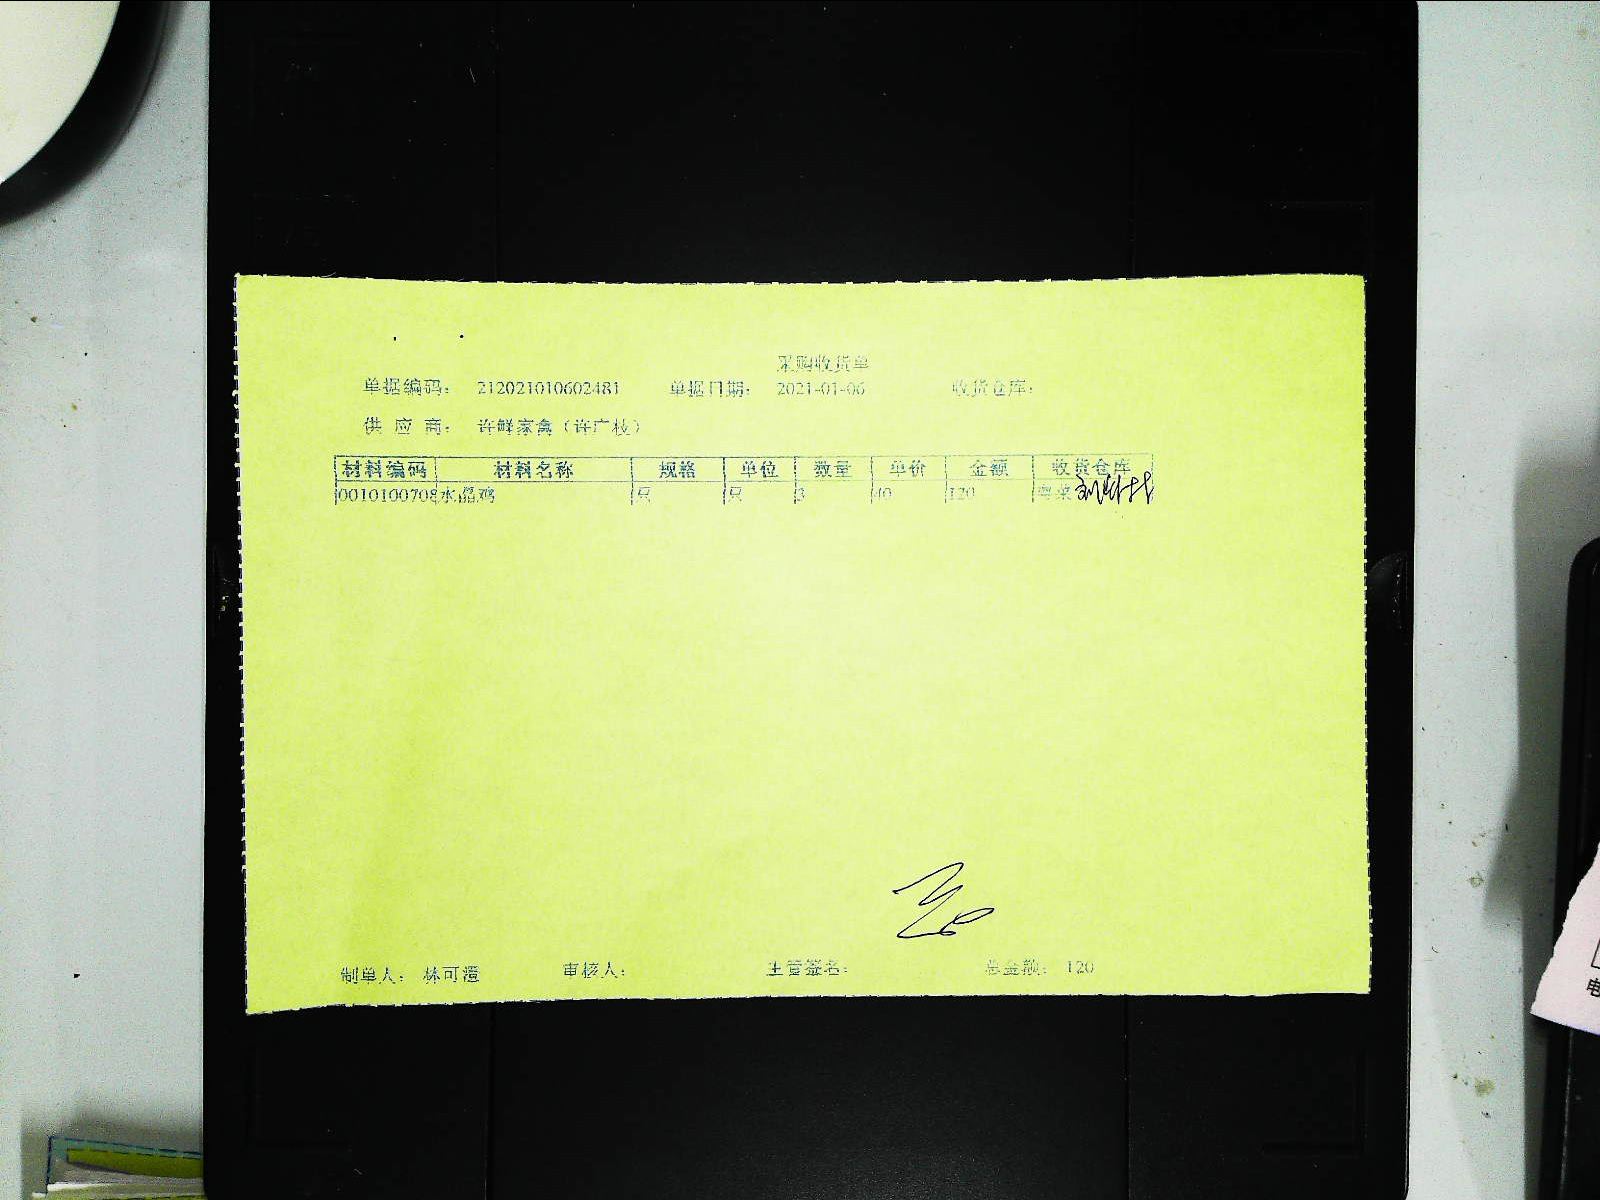 采购收货单
单据编码： 212021010602481 单据日期： 2021-01-06 收货仓库：
供 应 商： 许鲜家禽（许广枝）
材料编码 材料名称 规格 单位 数量 单价 金额 收货仓库
0010100708 水晶鸡 只 只 3 40 120 粤菜
制单人： 林可澄 审核人： 主管签名： 总金额： 120
电